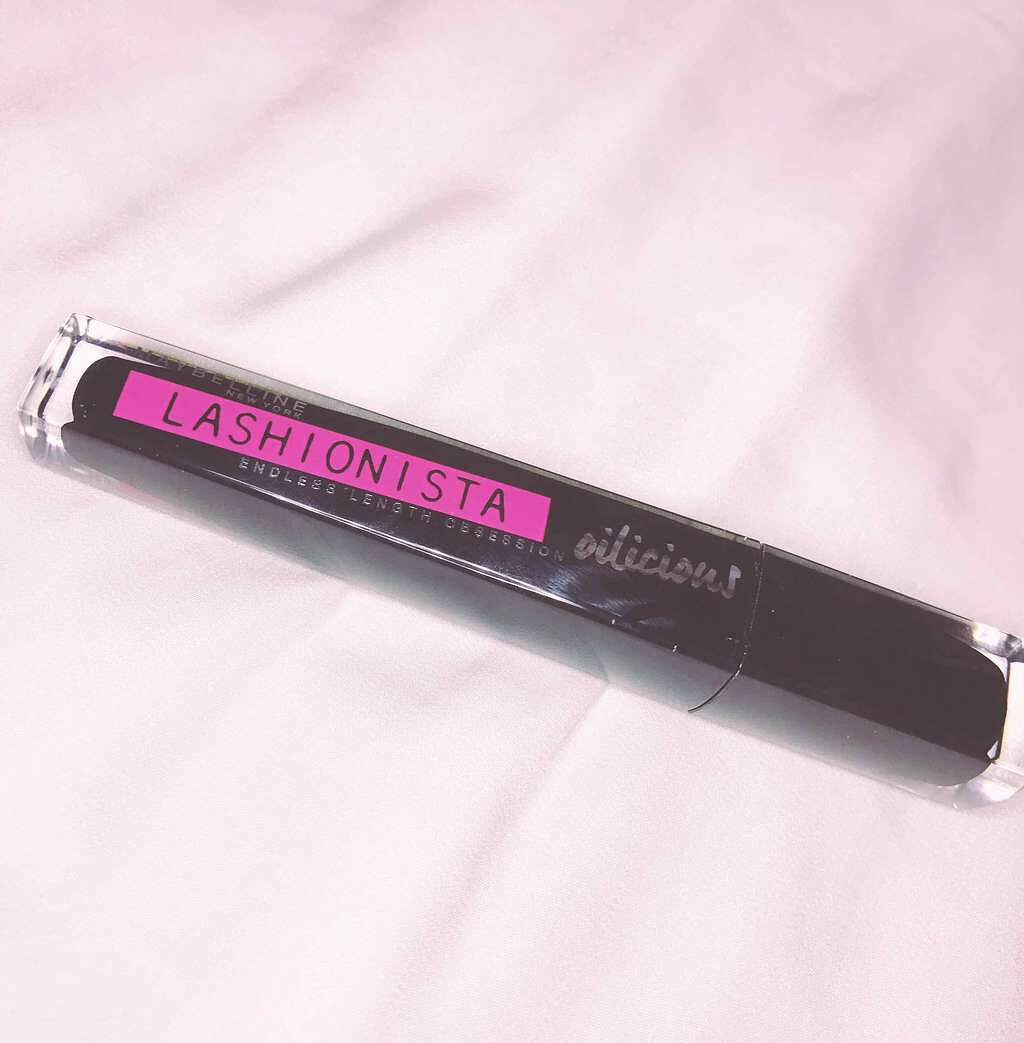 MAYBELLINE
NEW YORK
LASHIONISTA
ENDLESS LENGTH OBSESSION
oilicious